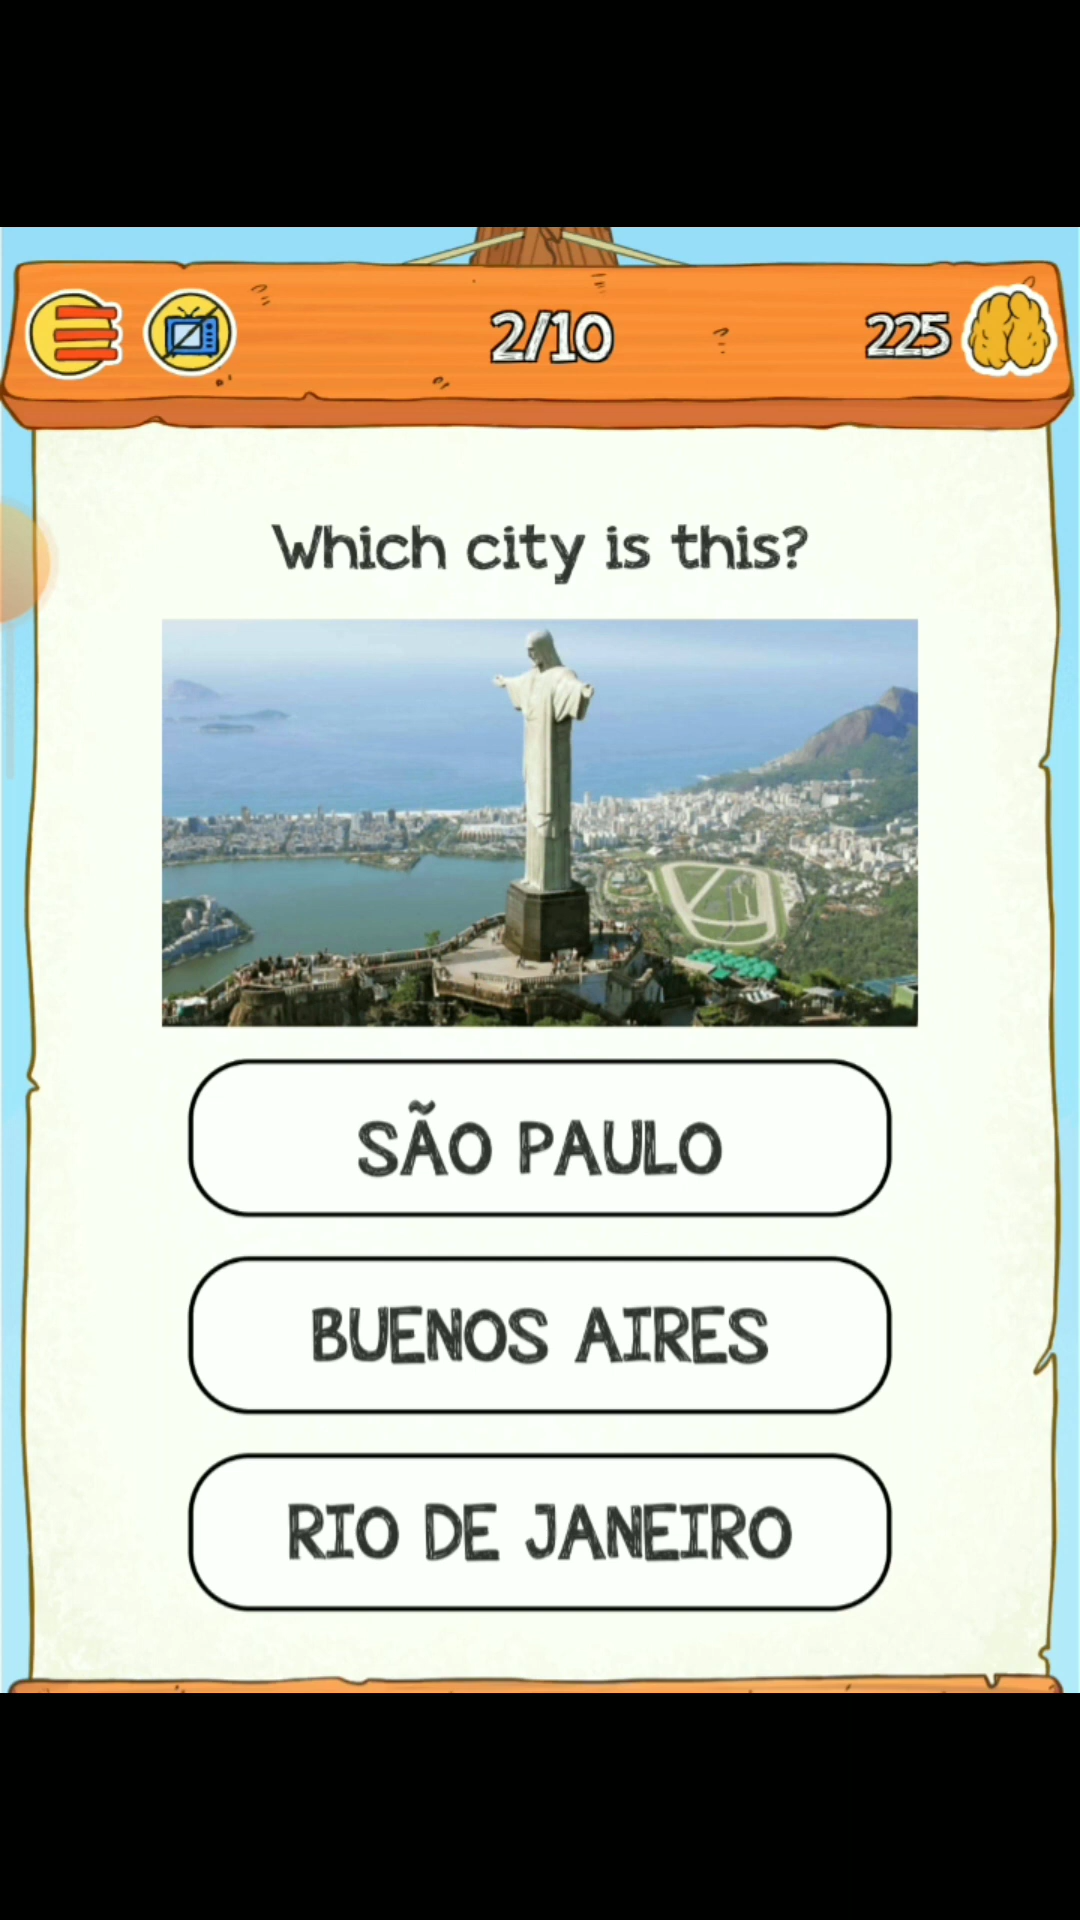 2/10
225
Which city is this?
SÃO PAULO
BUENOS AIRES
RIO DE JANEIRO